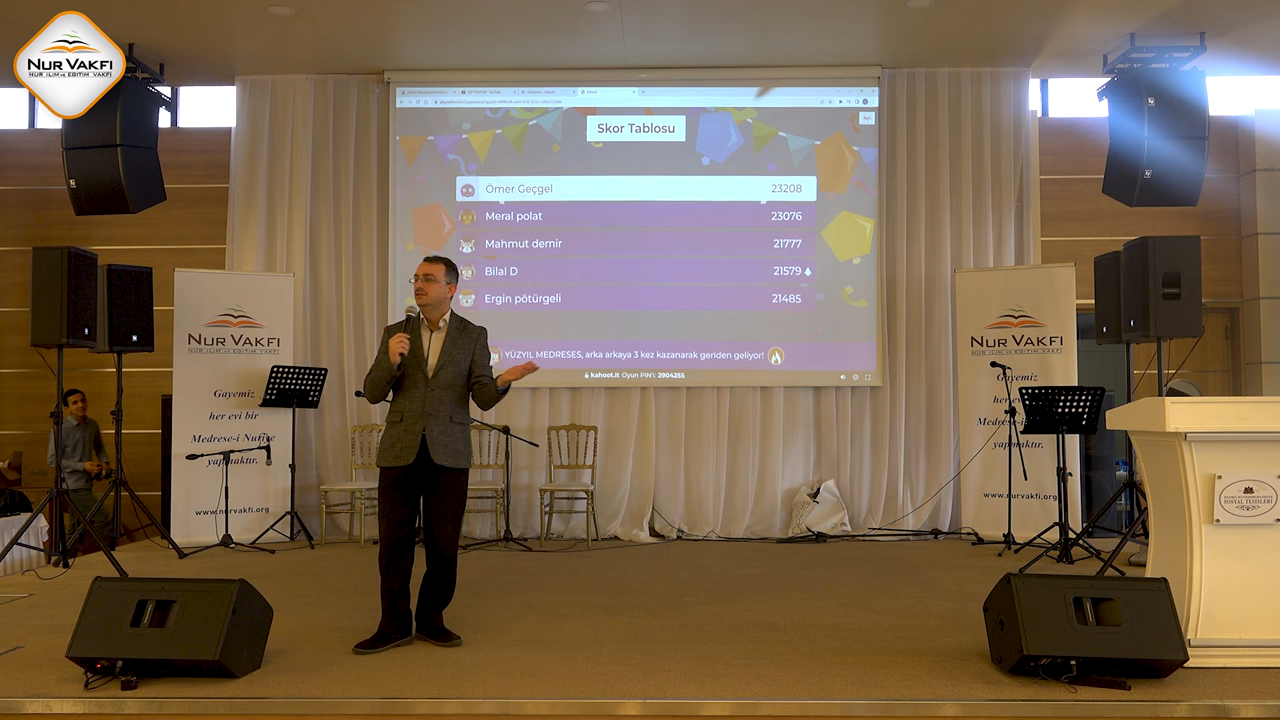 NUR VAKFI
NUR İLİM VE EĞİTİM VAKFI
Skor Tablosu
Ömer Geçgel 23208
Meral polat 23076
Mahmut demir 21777
Bilal D 21579
Ergin pötürgeli 21485
YÜZYIL MEDRESES, arka arkaya 3 kez kazanarak geriden geliyor!
kahoot.it Oyun PIN'i: 2904255
NUR VAKFI
NUR İLİM VE EĞİTİM VAKFI
Gayemiz
her evi bir
Medrese-i Nuriye
yapmaktır.
www.nurvakfi.org
NUR VAKFI
NUR İLİM VE EĞİTİM VAKFI
Gayemiz
her evi bir
Medrese-i
yapmaktır.
www.nurvakfi.org
SOSYAL TESİSLERİ